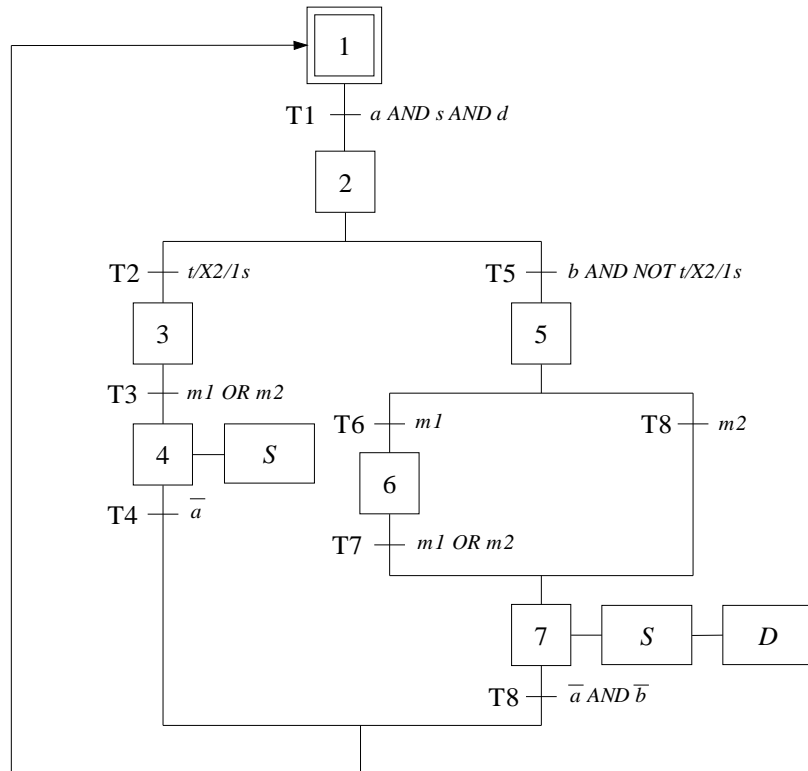 1
T1 a AND s AND d
2
T2 t/X2/1s
T5 b AND NOT t/X2/1s
3
5
T3 m1 OR m2
T6 m1
T8 m2
4 S
6
T4 a̅
T7 m1 OR m2
7 S D
T8 a̅ AND b̅